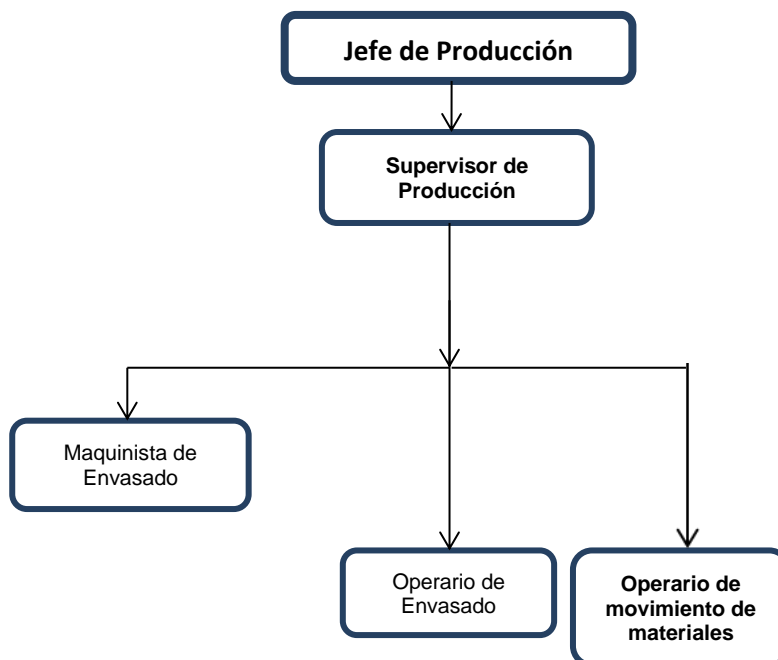 Jefe de Producción
Supervisor de
Producción
Maquinista de
Envasado
Operario de
Envasado
Operario de
movimiento de
materiales